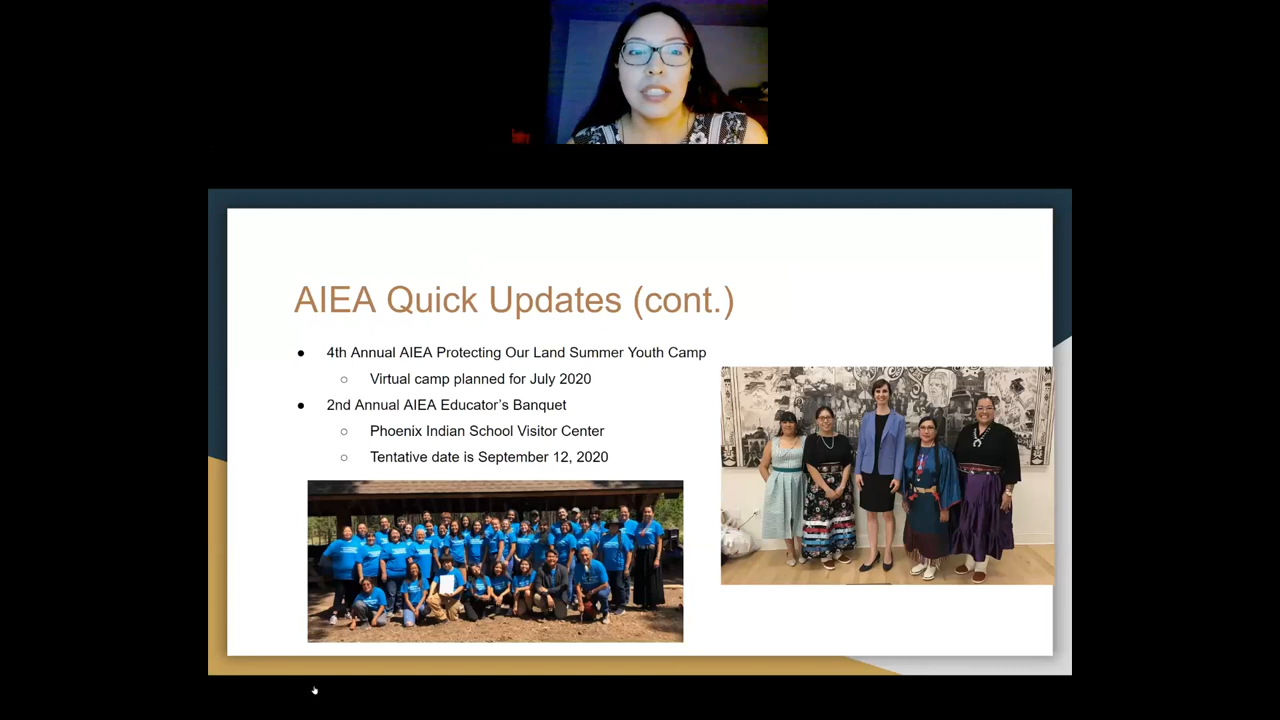 AIEA Quick Updates (cont.)
● 4th Annual AIEA Protecting Our Land Summer Youth Camp
○ Virtual camp planned for July 2020
● 2nd Annual AIEA Educator’s Banquet
○ Phoenix Indian School Visitor Center
○ Tentative date is September 12, 2020